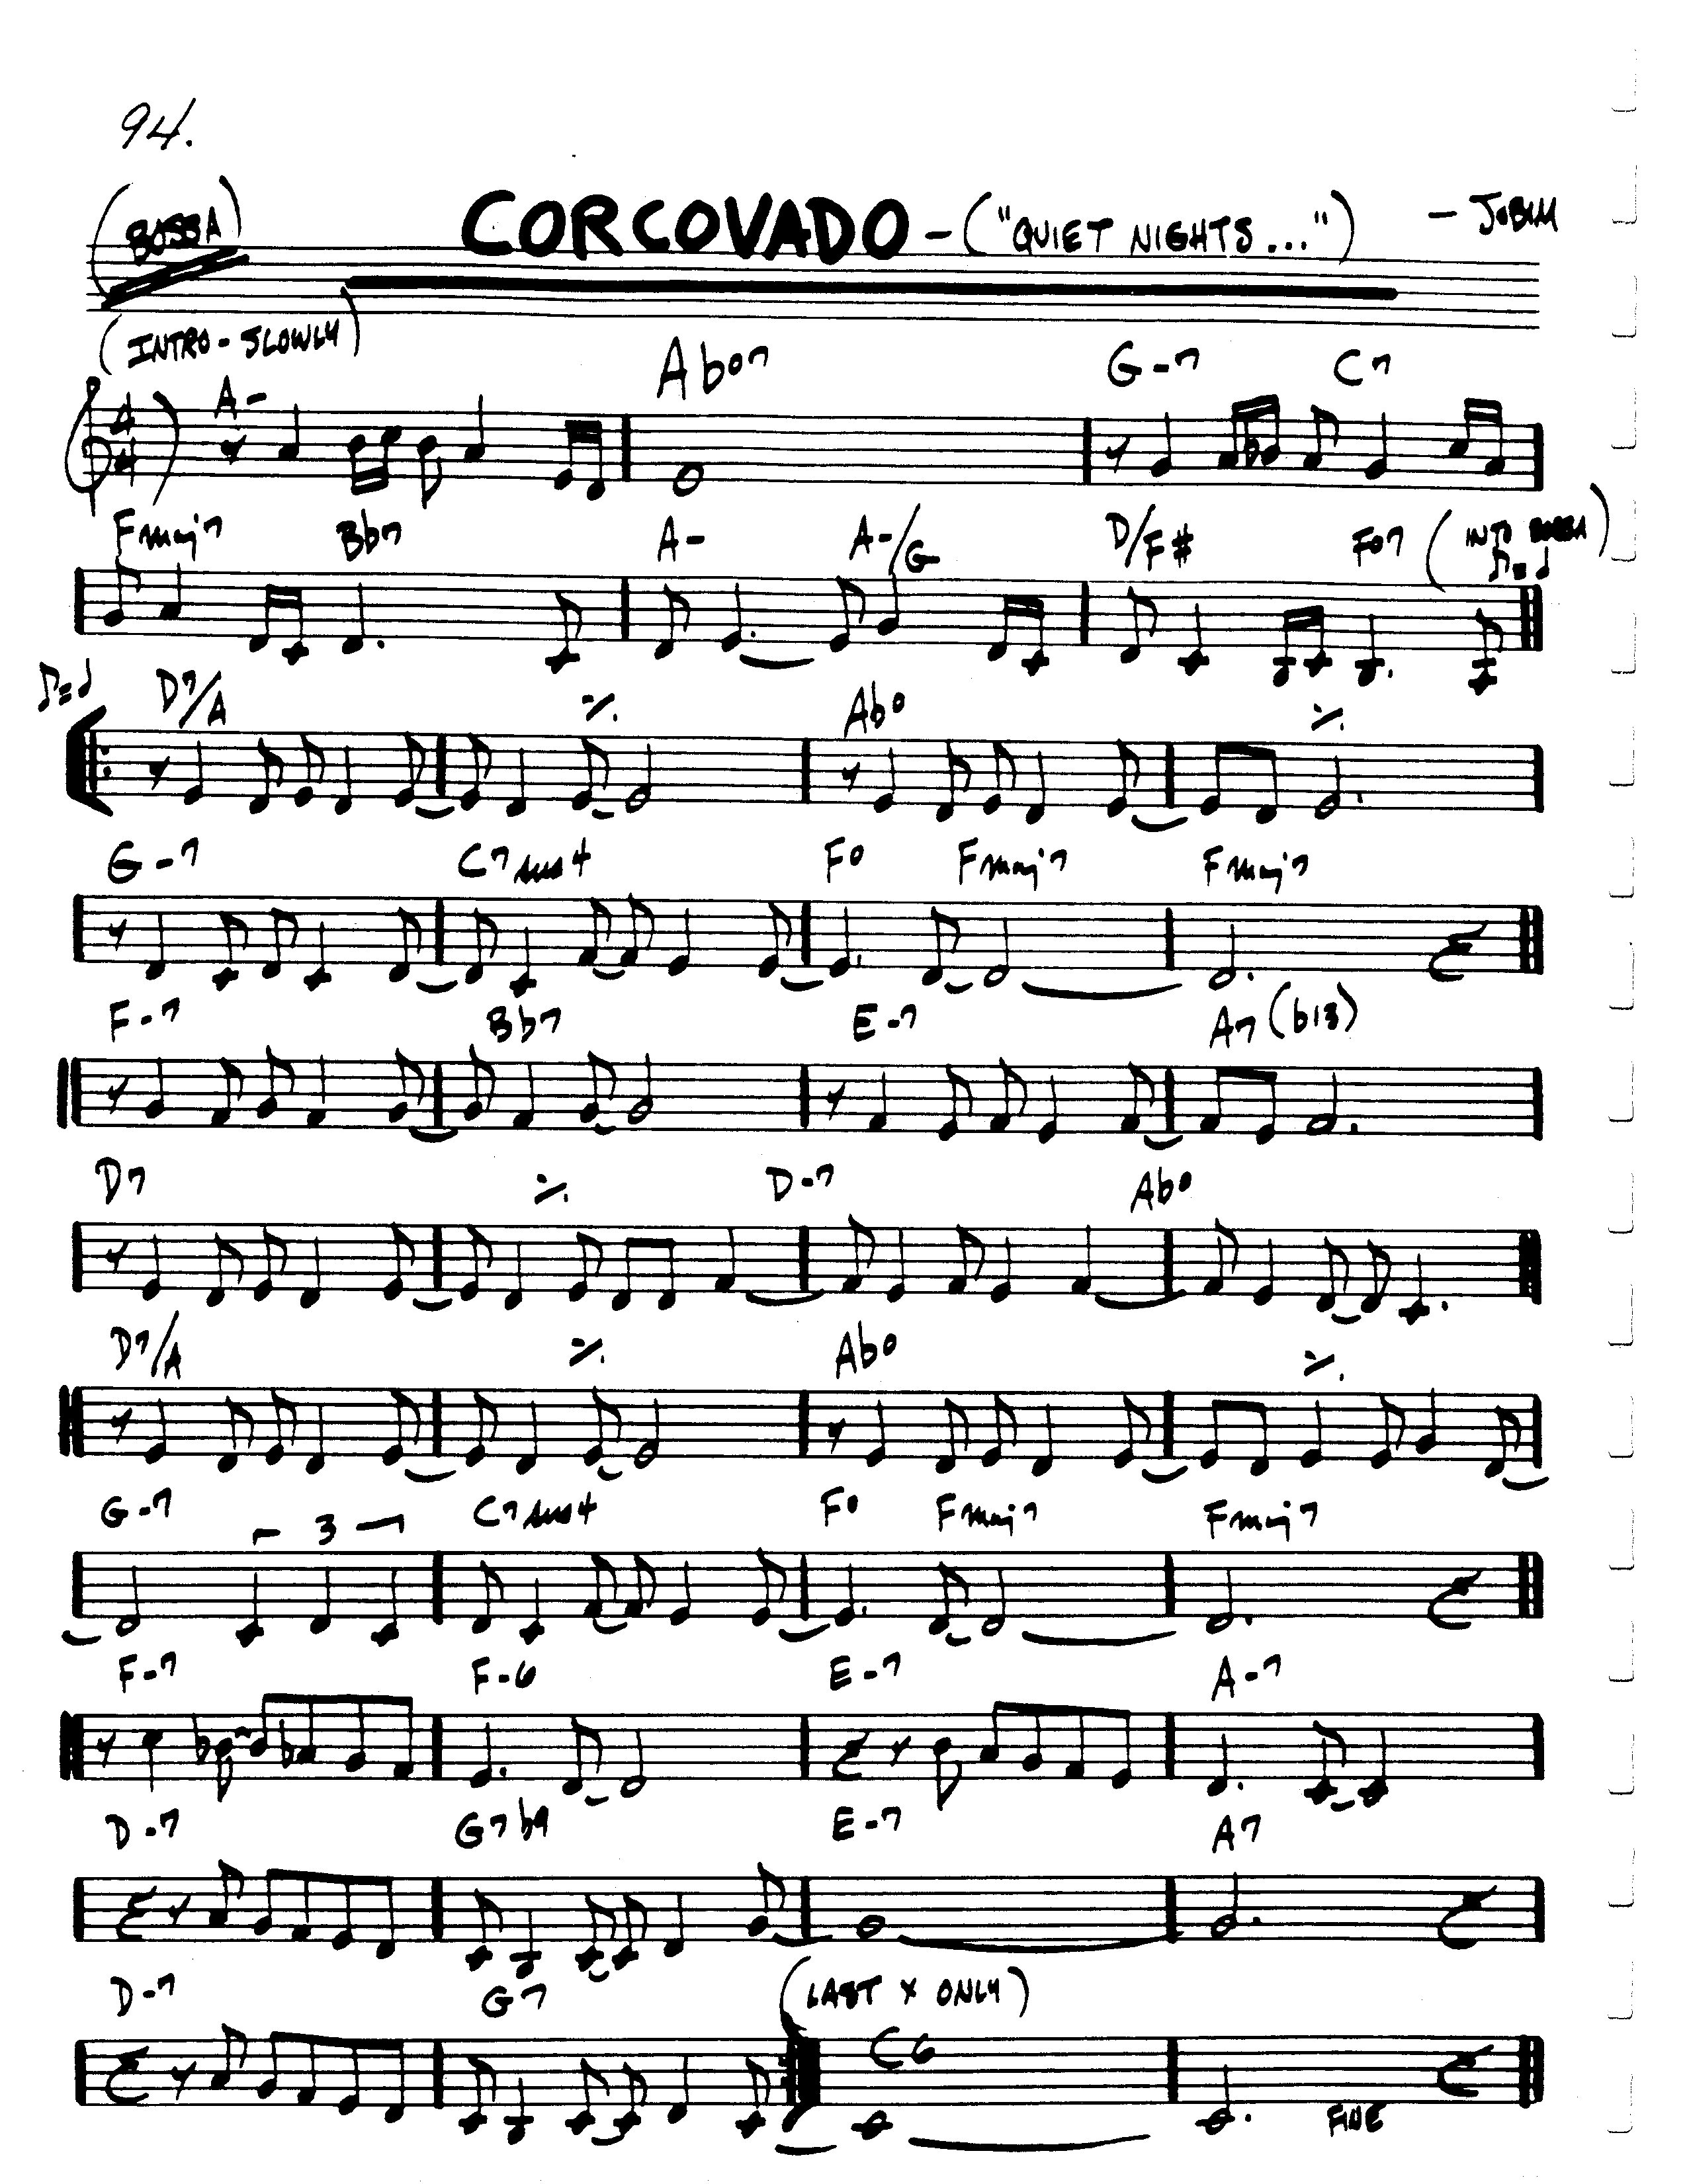 94.
(BOSSA) CORCOVADO - ("QUIET NIGHTS...") - JOBIM
(INTRO - SLOWLY)
A- Abo7 G-7 C7
4 4
Fmaj7 Bb7 A- A-/G D/F# Fo7 (INTO BOSSA)
♪=𝅗𝅥
♪=𝅗𝅥 D7/A ٪ Abo ٪
G-7 C7sus4 Fo Fmaj7 Fmaj7
F-7 Bb7 E-7 A7(b13)
D7 ٪ D-7 Abo
D7/A ٪ Abo ٪
G-7 3 C7sus4 Fo Fmaj7 Fmaj7
F-7 F-6 E-7 A-7
D-7 G7b9 E-7 A7
D-7 G7 (LAST X ONLY)
C6
FINE